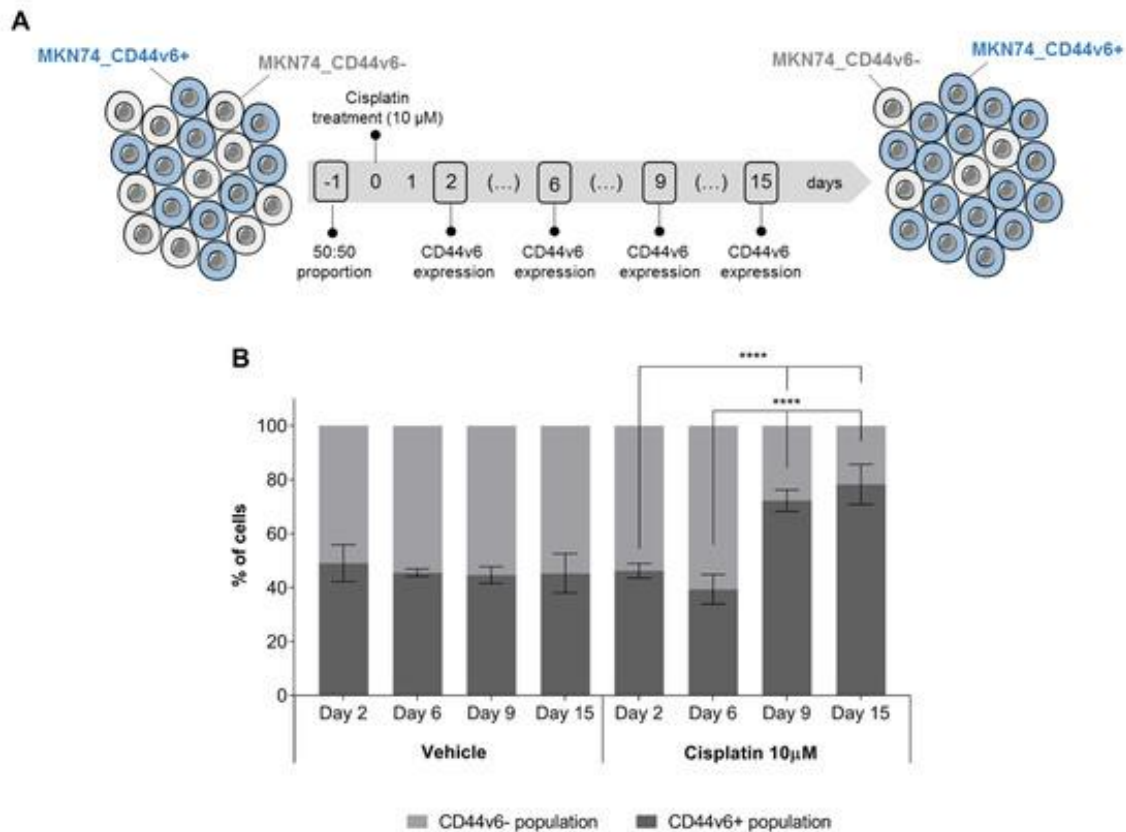 A
MKN74_CD44v6+
MKN74_CD44v6-
Cisplatin
treatment (10 µM)
-1 0 1 2 (...) 6 (...) 9 (...) 15 days
50:50
proportion
CD44v6
expression
CD44v6
expression
CD44v6
expression
CD44v6
expression
MKN74_CD44v6-
MKN74_CD44v6+
B
****
****
% of cells
100
80
60
40
20
0
Day 2 Day 6 Day 9 Day 15 Day 2 Day 6 Day 9 Day 15
Vehicle Cisplatin 10µM
CD44v6- population CD44v6+ population